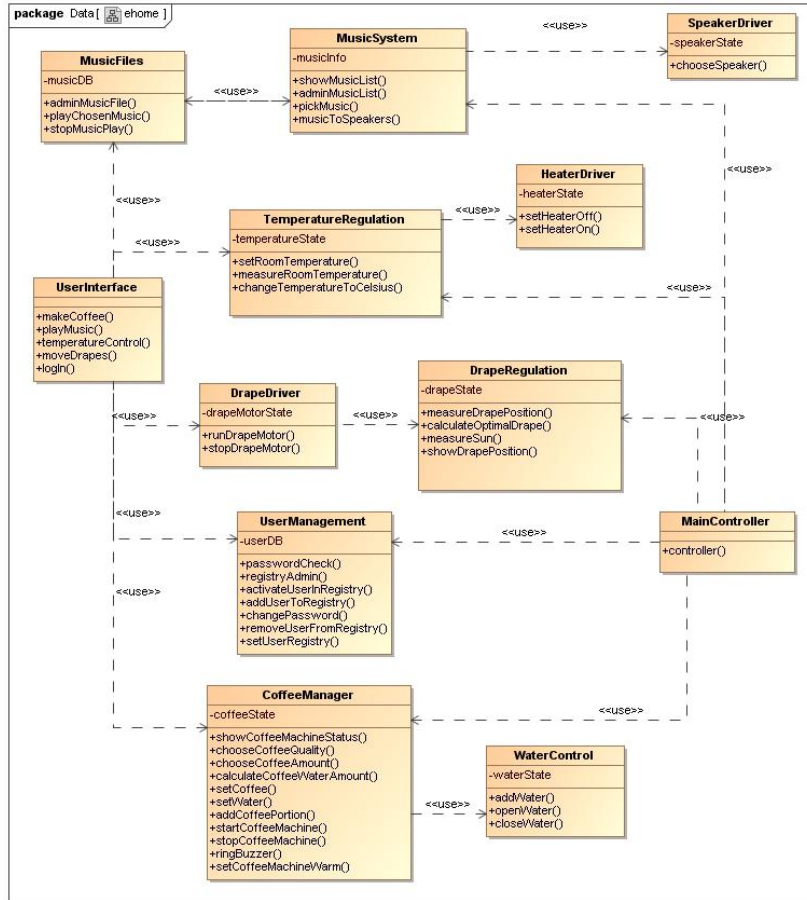 package Data[ ehome ]
MusicFiles
-musicDB
+adminMusicFile()
+playChosenMusic()
+stopMusicPlay()
<<use>>
MusicSystem
-musicInfo
+showMusicList()
+adminMusicList()
+pickMusic()
+musicToSpeakers()
<<use>>
SpeakerDriver
-speakerState
+chooseSpeaker()
<<use>>
<<use>>
<<use>>
TemperatureRegulation
-temperatureState
+setRoomTemperature()
+measureRoomTemperature()
+changeTemperatureToCelsius()
<<use>>
HeaterDriver
-heaterState
+setHeaterOff()
+setHeaterOn()
<<use>>
UserInterface
+makeCoffee()
+playMusic()
+temperatureControl()
+moveDrapes()
+logIn()
<<use>>
DrapeDriver
-drapeMotorState
+runDrapeMotor()
+stopDrapeMotor()
<<use>>
DrapeRegulation
-drapeState
+measureDrapePosition()
+calculateOptimalDrape()
+measureSun()
+showDrapePosition()
<<use>>
<<use>>
UserManagement
-userDB
+passwordCheck()
+registryAdmin()
+activateUserInRegistry()
+addUserToRegistry()
+changePassword()
+removeUserFromRegistry()
+setUserRegistry()
<<use>>
MainController
+controller()
<<use>>
CoffeeManager
-coffeeState
+showCoffeeMachineStatus()
+chooseCoffeeQuality()
+chooseCoffeeAmount()
+calculateCoffeeWaterAmount()
+setCoffee()
+setWater()
+addCoffeePortion()
+startCoffeeMachine()
+stopCoffeeMachine()
+ringBuzzer()
+setCoffeeMachineWarm()
<<use>>
<<use>>
WaterControl
-waterState
+addWater()
+openWater()
+closeWater()